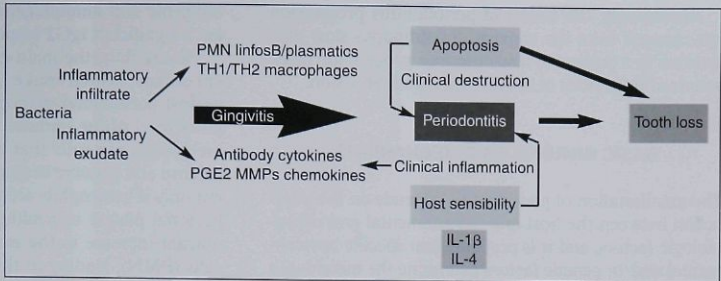 PMN linfosB/plasmatics
TH1/TH2 macrophages
Inflammatory
infiltrate
Bacteria
Inflammatory
exudate
Gingivitis
Antibody cytokines
PGE2 MMPs chemokines
Apoptosis
Clinical destruction
Periodontitis
Clinical inflammation
Host sensibility
IL-1β
IL-4
Tooth loss